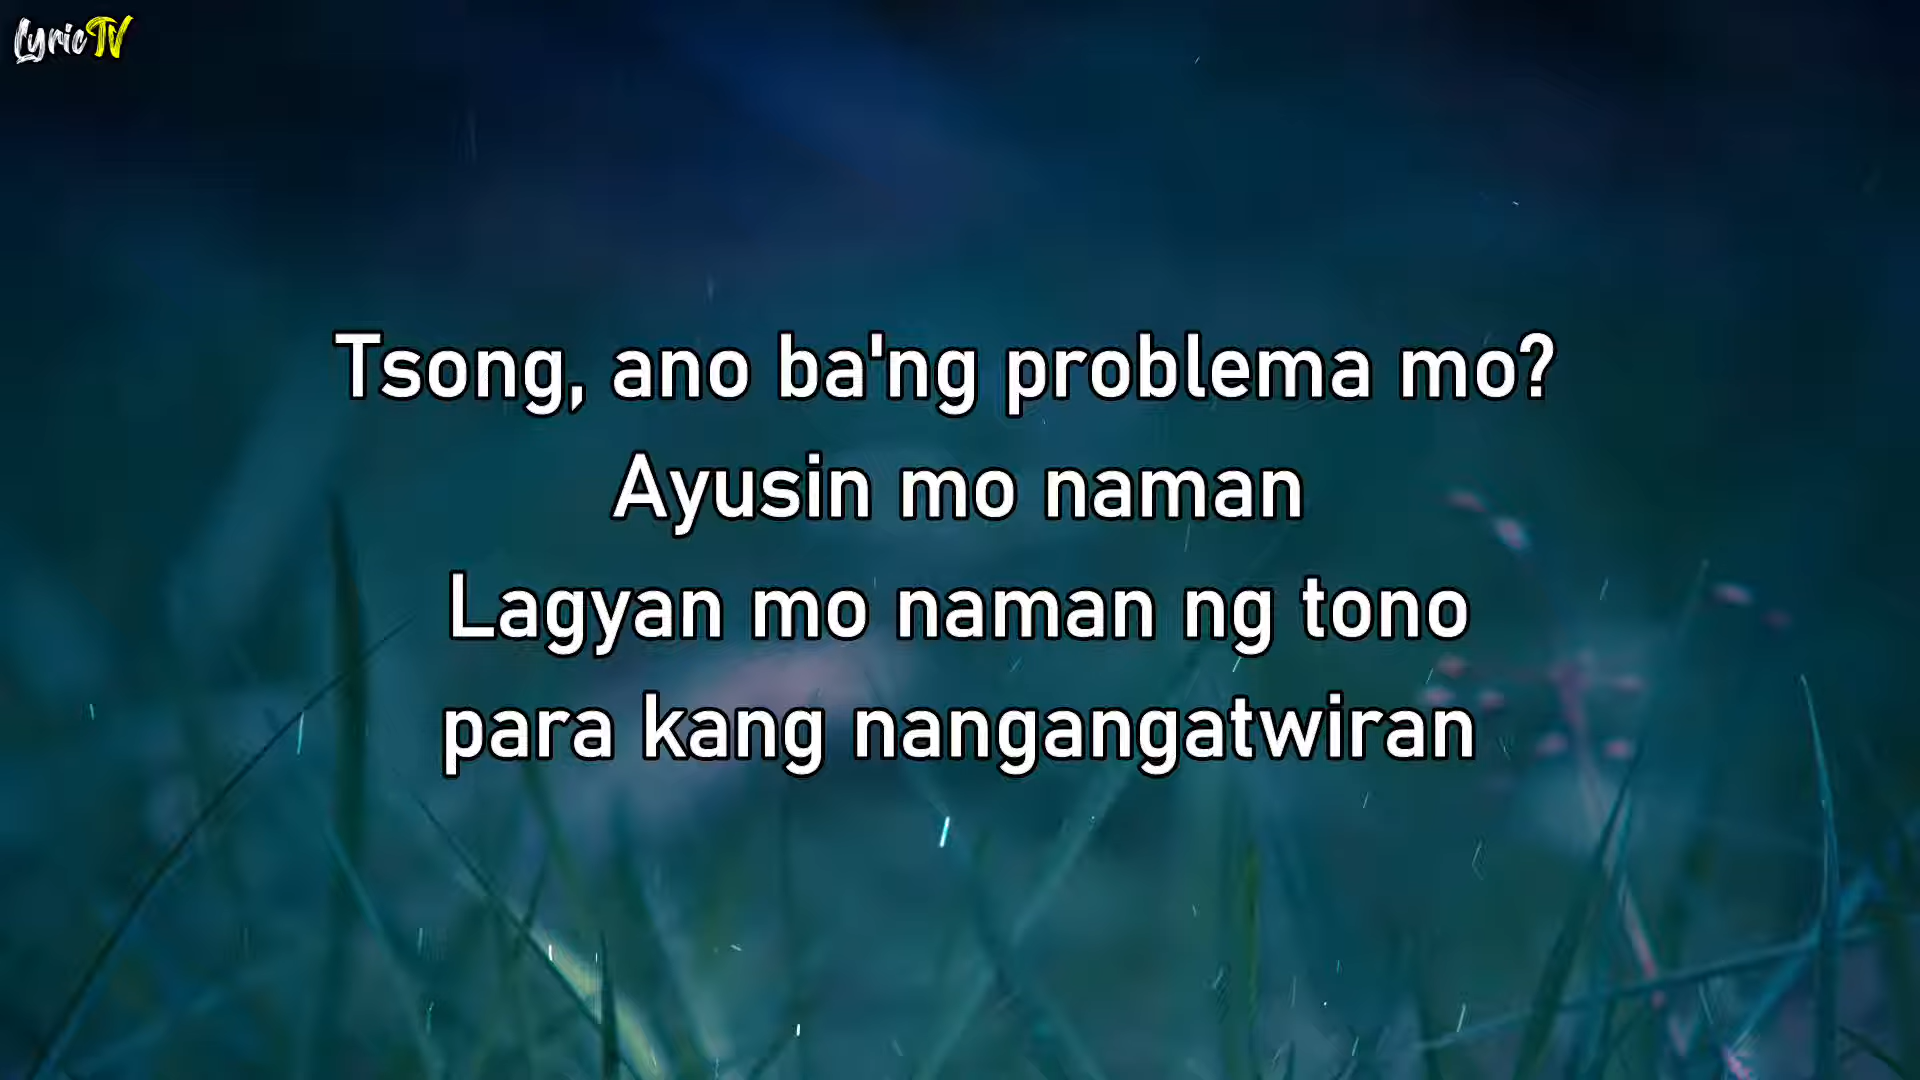 LyricTV
Tsong, ano ba'ng problema mo?
Ayusin mo naman
Lagyan mo naman ng tono
para kang nangangatwiran